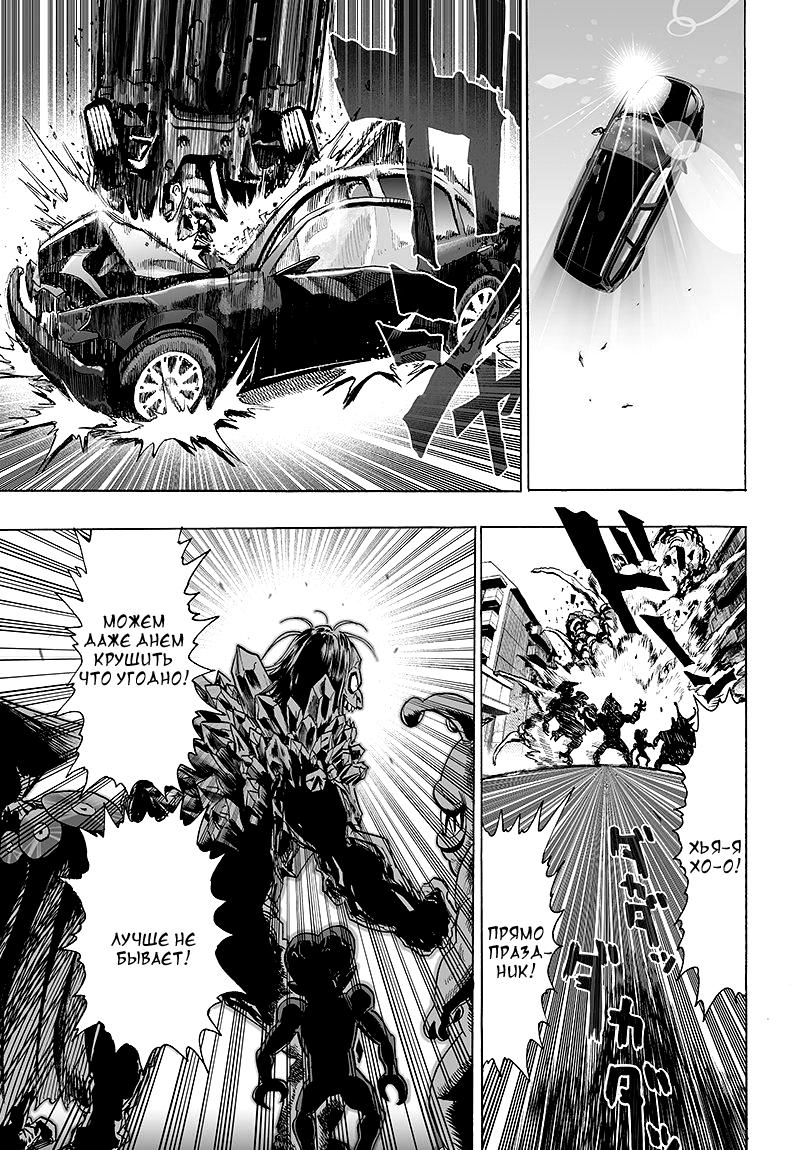 ХЬЯ-Я
ХО-О!
ПРЯМО
ПРАЗД-
НИК!
МОЖЕМ
ДАЖЕ ДНЕМ
КРУШИТЬ
ЧТО УГОДНО!
ЛУЧШЕ НЕ
БЫВАЕТ!